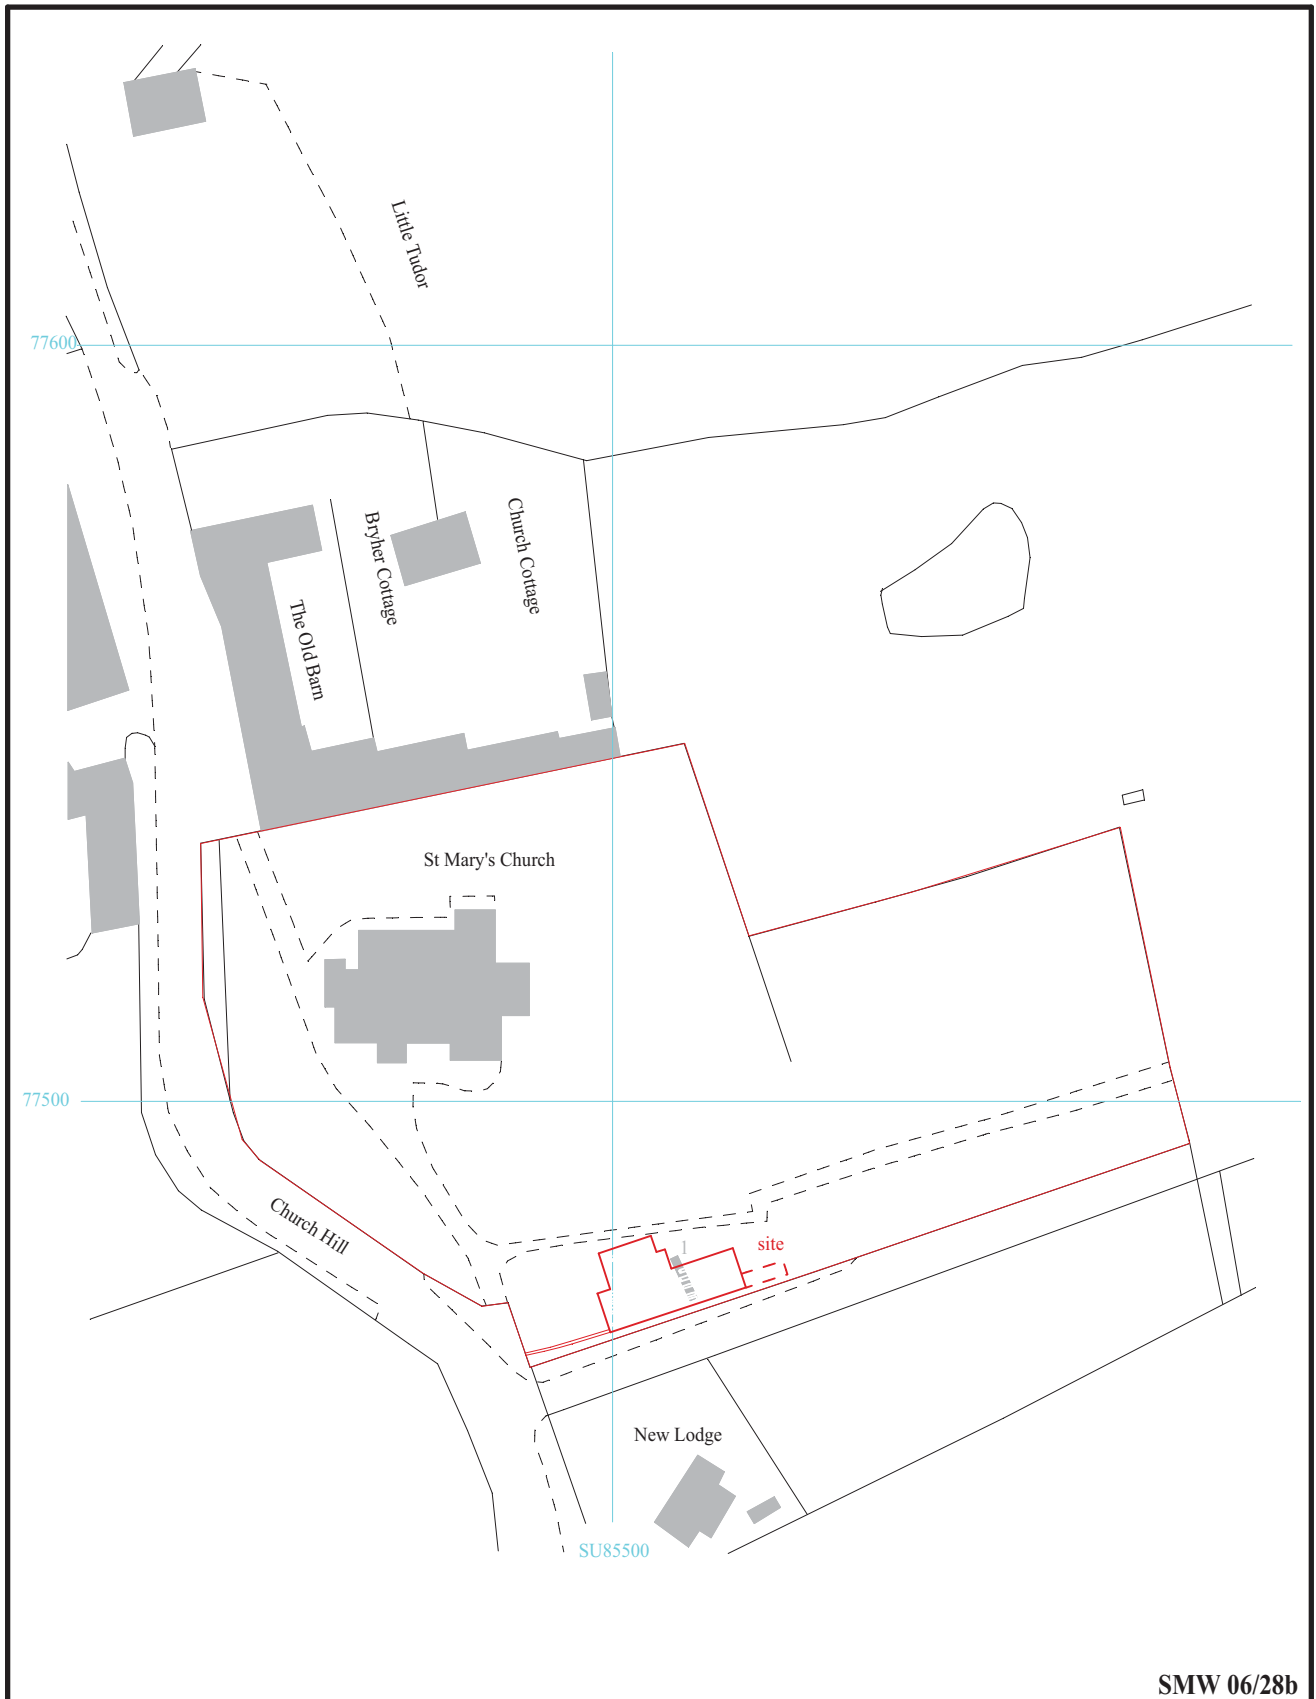 Little Tudor
77600
Church Cottage
Bryher Cottage
The Old Barn
St Mary's Church
77500
Church Hill
1
site
New Lodge
SU85500
SMW 06/28b